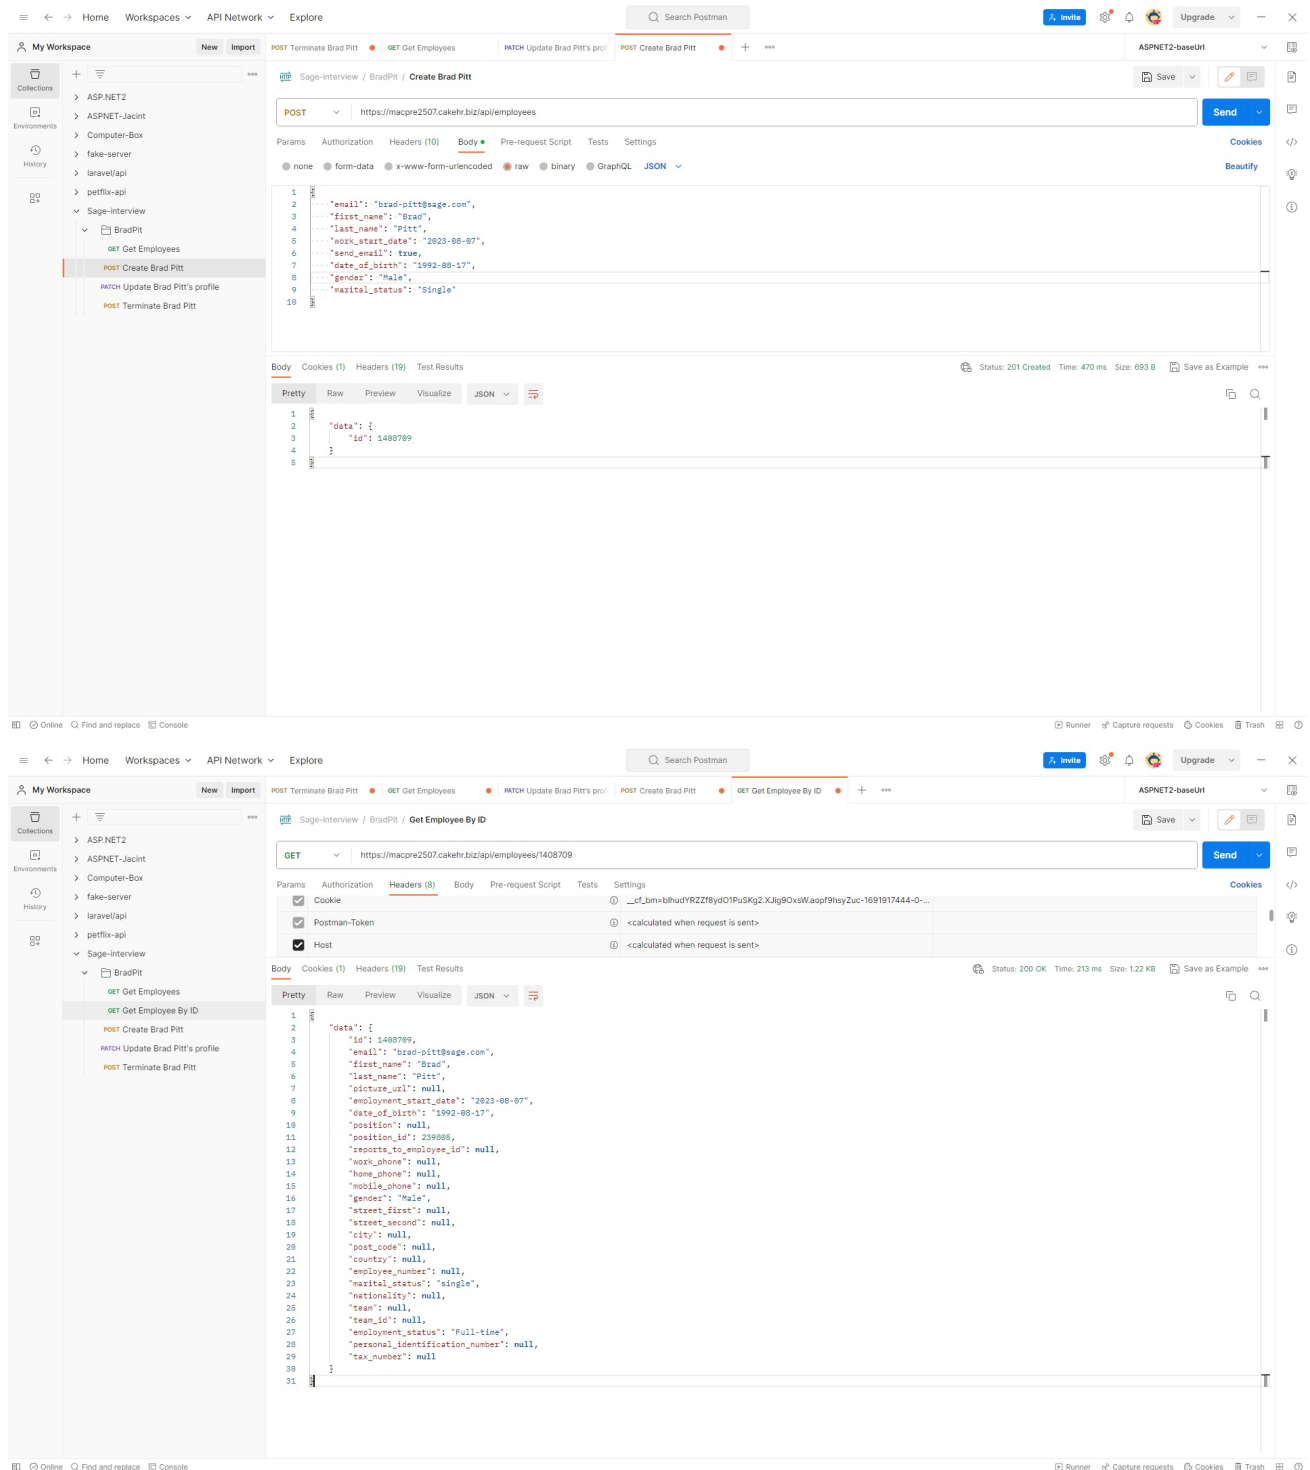 Home Workspaces API Network Explore Search Postman Invite Upgrade
My Workspace New Import POST Terminate Brad Pitt GET Get Employees PATCH Update Brad Pitt's prof POST Create Brad Pitt ASPNET2-baseUrl
Collections
Environments
History
ASP.NET2
ASPNET-Jacint
Computer-Box
fake-server
laravel/api
petflix-api
Sage-interview
BradPit
GET Get Employees
POST Create Brad Pitt
PATCH Update Brad Pitt's profile
POST Terminate Brad Pitt
HTTP Sage-interview / BradPit / Create Brad Pitt Save
POST https://macpre2507.cakehr.biz/api/employees Send
Params Authorization Headers (10) Body Pre-request Script Tests Settings Cookies
none form-data x-www-form-urlencoded raw binary GraphQL JSON Beautify
1 {
2 "email": "brad-pitt@sage.com",
3 "first_name": "Brad",
4 "last_name": "Pitt",
5 "work_start_date": "2023-08-07",
6 "send_email": true,
7 "date_of_birth": "1992-08-17",
8 "gender": "Male",
9 "marital_status": "Single"
10 }
Body Cookies (1) Headers (19) Test Results Status: 201 Created Time: 470 ms Size: 693 B Save as Example
Pretty Raw Preview Visualize JSON
1 {
2 "data": {
3 "id": 1408709
4 }
5 }
Online Find and replace Console Runner Capture requests Cookies Trash
Home Workspaces API Network Explore Search Postman Invite Upgrade
My Workspace New Import POST Terminate Brad Pitt GET Get Employees PATCH Update Brad Pitt's prof POST Create Brad Pitt GET Get Employee By ID ASPNET2-baseUrl
Collections
Environments
History
ASP.NET2
ASPNET-Jacint
Computer-Box
fake-server
laravel/api
petflix-api
Sage-interview
BradPit
GET Get Employees
GET Get Employee By ID
POST Create Brad Pitt
PATCH Update Brad Pitt's profile
POST Terminate Brad Pitt
HTTP Sage-interview / BradPit / Get Employee By ID Save
GET https://macpre2507.cakehr.biz/api/employees/1408709 Send
Params Authorization Headers (8) Body Pre-request Script Tests Settings Cookies
Cookie
Postman-Token <calculated when request is sent>
Host <calculated when request is sent>
Body Cookies (1) Headers (19) Test Results Status: 200 OK Time: 213 ms Size: 1.22 KB Save as Example
Pretty Raw Preview Visualize JSON
1 {
2 "data": {
3 "id": 1408709,
4 "email": "brad-pitt@sage.com",
5 "first_name": "Brad",
6 "last_name": "Pitt",
7 "picture_url": null,
8 "employment_start_date": "2023-08-07",
9 "date_of_birth": "1992-08-17",
10 "position": null,
11 "position_id": 239005,
12 "reports_to_employee_id": null,
13 "work_phone": null,
14 "home_phone": null,
15 "mobile_phone": null,
16 "gender": "Male",
17 "street_first": null,
18 "street_second": null,
19 "city": null,
20 "post_code": null,
21 "country": null,
22 "employee_number": null,
23 "marital_status": "single",
24 "nationality": null,
25 "team": null,
26 "team_id": null,
27 "employment_status": "Full-time",
28 "personal_identification_number": null,
29 "tax_number": null
30 }
31 }
Online Find and replace Console Runner Capture requests Cookies Trash